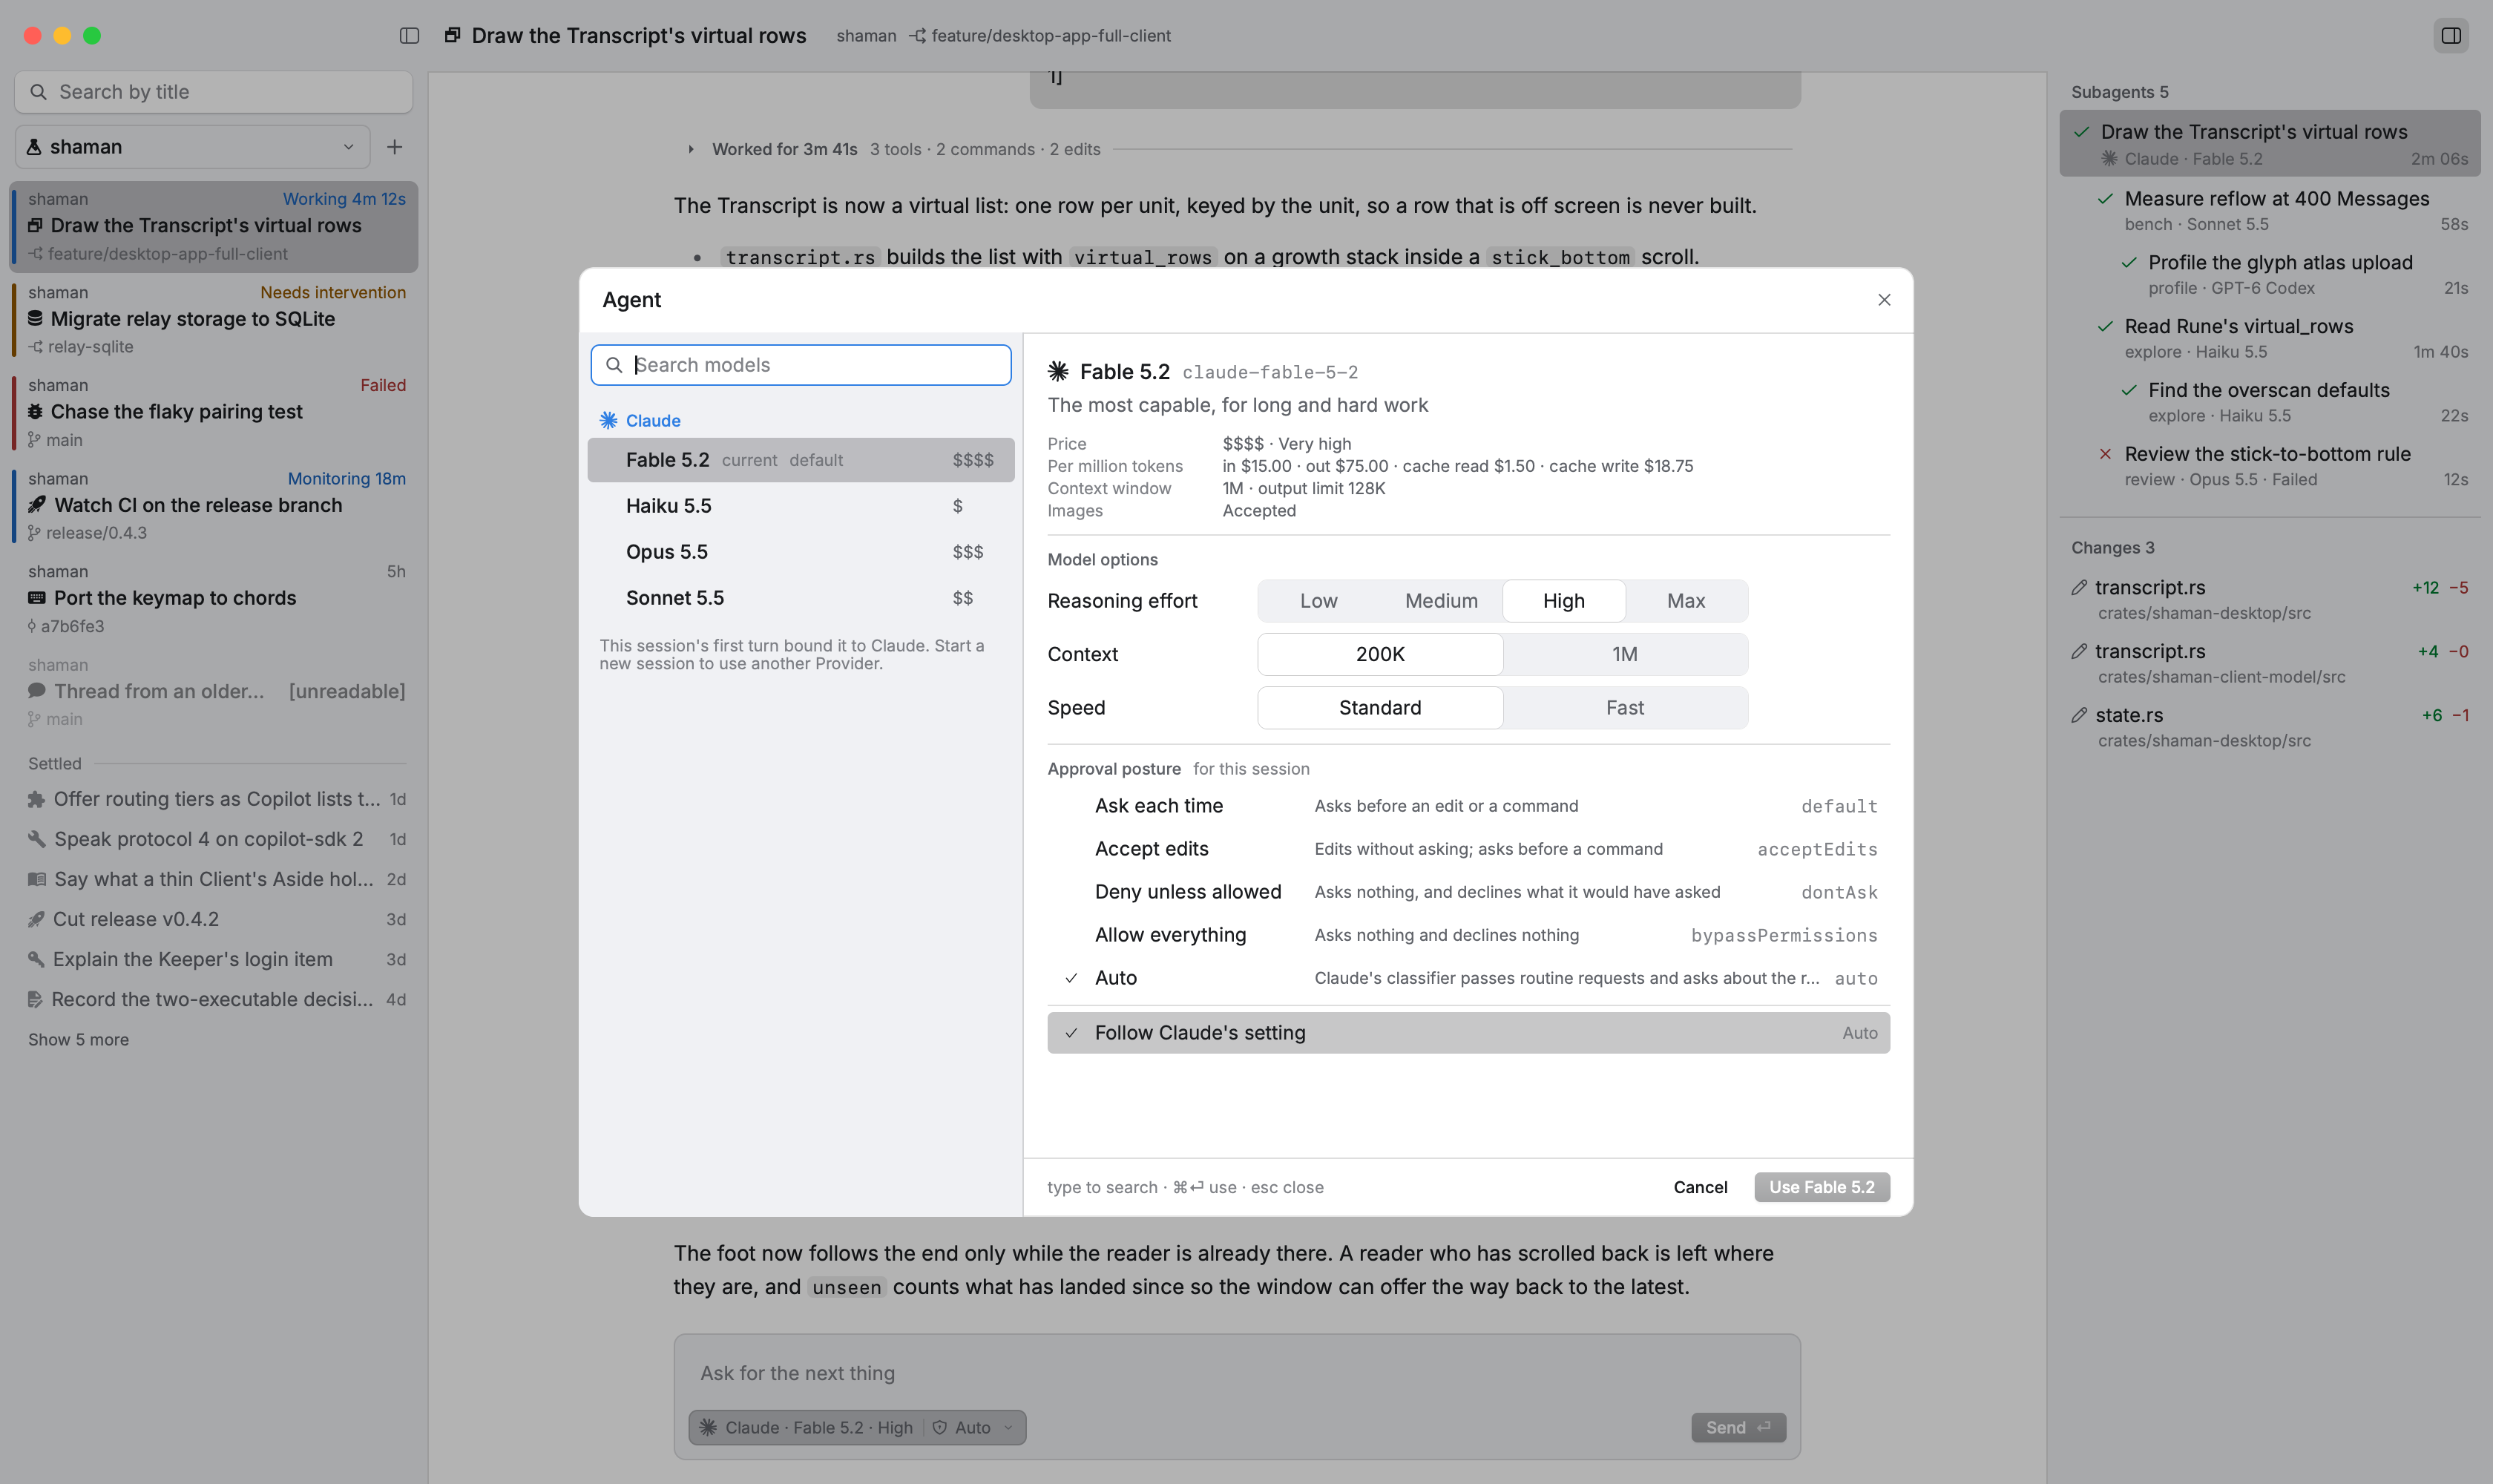 Draw the Transcript's virtual rows
shaman feature/desktop-app-full-client
Search by title
shaman
shaman Working 4m 12s
Draw the Transcript's virtual rows
feature/desktop-app-full-client
shaman Needs intervention
Migrate relay storage to SQLite
relay-sqlite
shaman Failed
Chase the flaky pairing test
main
shaman Monitoring 18m
Watch CI on the release branch
release/0.4.3
shaman 5h
Port the keymap to chords
a7b6fe3
shaman
Thread from an older... [unreadable]
main
Settled
Offer routing tiers as Copilot lists t... 1d
Speak protocol 4 on copilot-sdk 2 1d
Say what a thin Client's Aside hol... 2d
Cut release v0.4.2 3d
Explain the Keeper's login item 3d
Record the two-executable decisi... 4d
Show 5 more
Worked for 3m 41s 3 tools · 2 commands · 2 edits
The Transcript is now a virtual list: one row per unit, keyed by the unit, so a row that is off screen is never built.
• transcript.rs builds the list with virtual_rows on a growth stack inside a stick_bottom scroll.
Agent
Search models
Claude
Fable 5.2 current default $$$$
Haiku 5.5 $
Opus 5.5 $$$
Sonnet 5.5 $$
This session's first turn bound it to Claude. Start a
new session to use another Provider.
Fable 5.2 claude-fable-5-2
The most capable, for long and hard work
Price $$$$ · Very high
Per million tokens in $15.00 · out $75.00 · cache read $1.50 · cache write $18.75
Context window 1M · output limit 128K
Images Accepted
Model options
Reasoning effort Low Medium High Max
Context 200K 1M
Speed Standard Fast
Approval posture for this session
Ask each time Asks before an edit or a command default
Accept edits Edits without asking; asks before a command acceptEdits
Deny unless allowed Asks nothing, and declines what it would have asked dontAsk
Allow everything Asks nothing and declines nothing bypassPermissions
Auto Claude's classifier passes routine requests and asks about the r... auto
Follow Claude's setting Auto
type to search · ⌘⏎ use · esc close
Cancel Use Fable 5.2
The foot now follows the end only while the reader is already there. A reader who has scrolled back is left where
they are, and unseen counts what has landed since so the window can offer the way back to the latest.
Ask for the next thing
Claude · Fable 5.2 · High Auto
Send ⏎
Subagents 5
Draw the Transcript's virtual rows
Claude · Fable 5.2 2m 06s
Measure reflow at 400 Messages
bench · Sonnet 5.5 58s
Profile the glyph atlas upload
profile · GPT-6 Codex 21s
Read Rune's virtual_rows
explore · Haiku 5.5 1m 40s
Find the overscan defaults
explore · Haiku 5.5 22s
Review the stick-to-bottom rule
review · Opus 5.5 · Failed 12s
Changes 3
transcript.rs +12 −5
crates/shaman-desktop/src
transcript.rs +4 −0
crates/shaman-client-model/src
state.rs +6 −1
crates/shaman-desktop/src